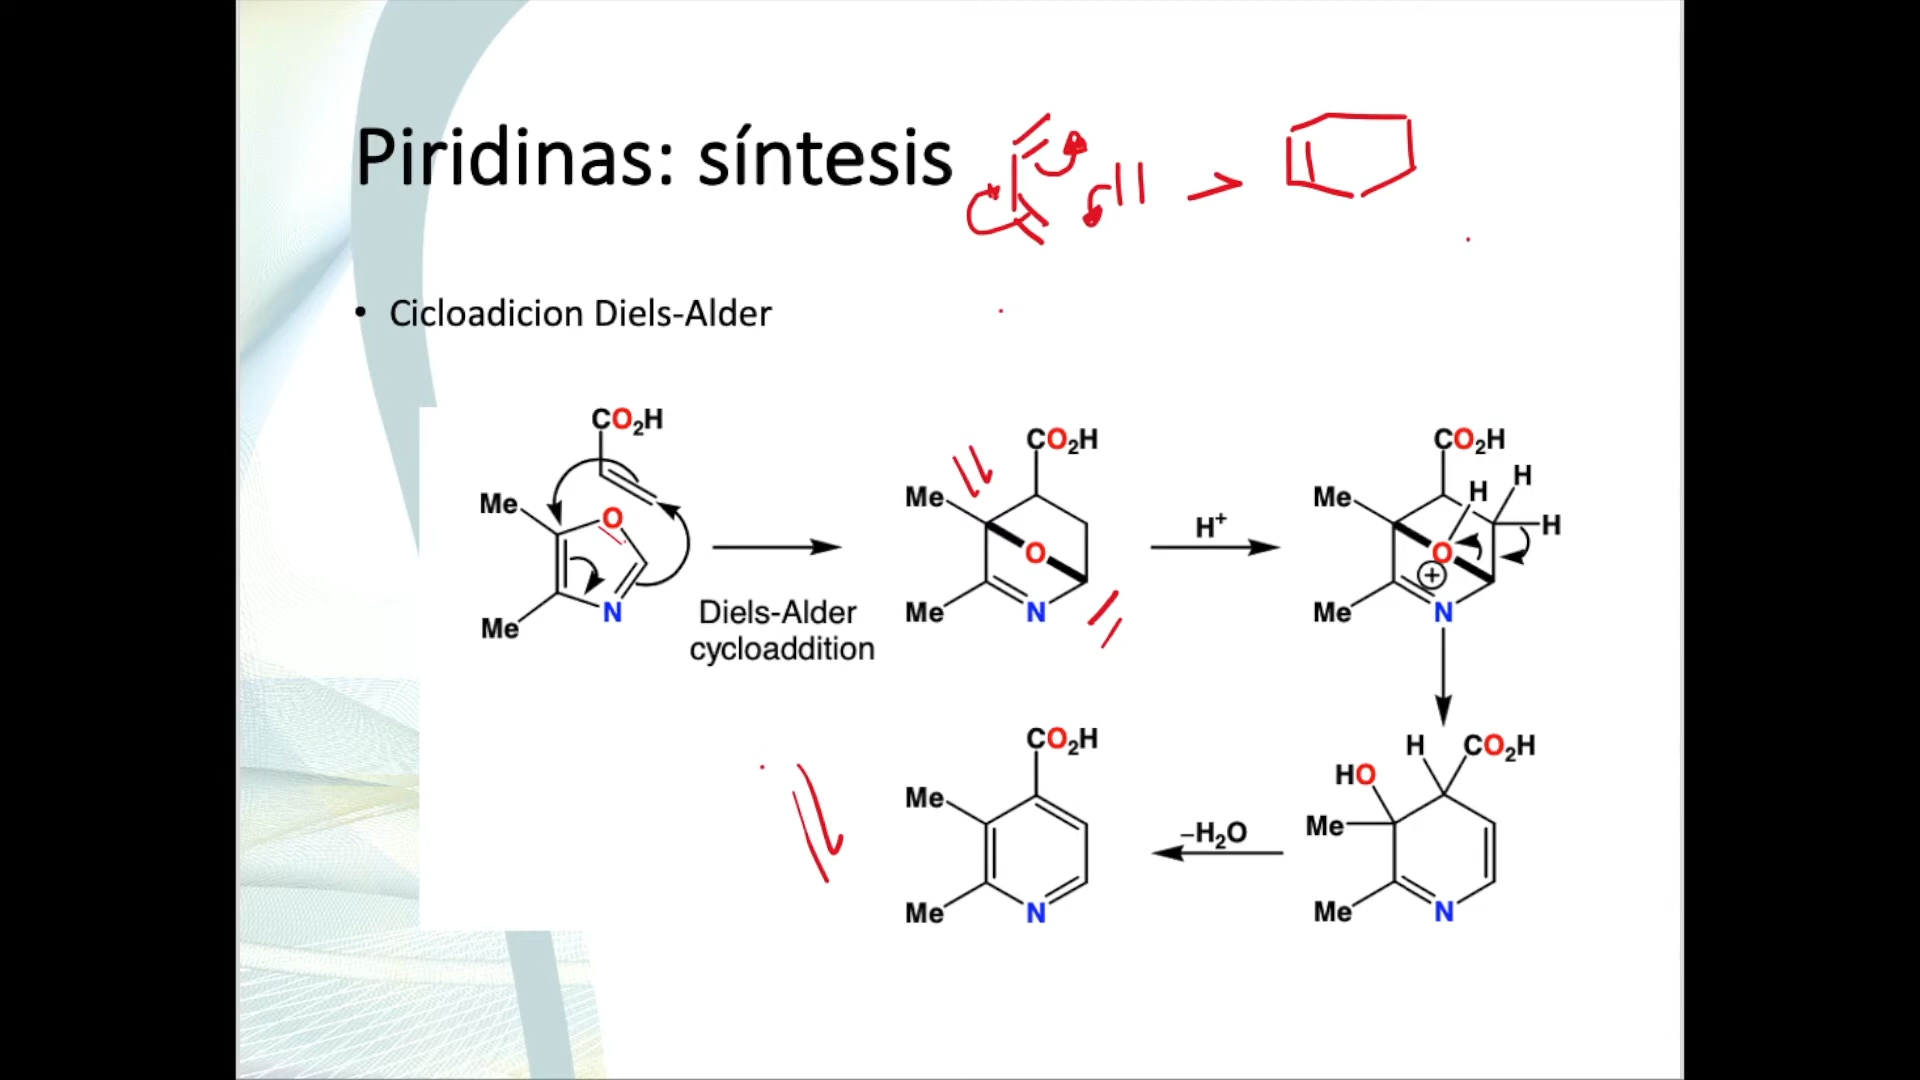 Piridinas: síntesis
• Cicloadicion Diels-Alder
CO₂H
Me
O
Me
N
Diels-Alder
cycloaddition
CO₂H
Me
O
Me
N
H⁺
CO₂H
H
H
Me
H
O
⊕
Me
N
H
CO₂H
HO
Me
Me
N
–H₂O
CO₂H
Me
Me
N